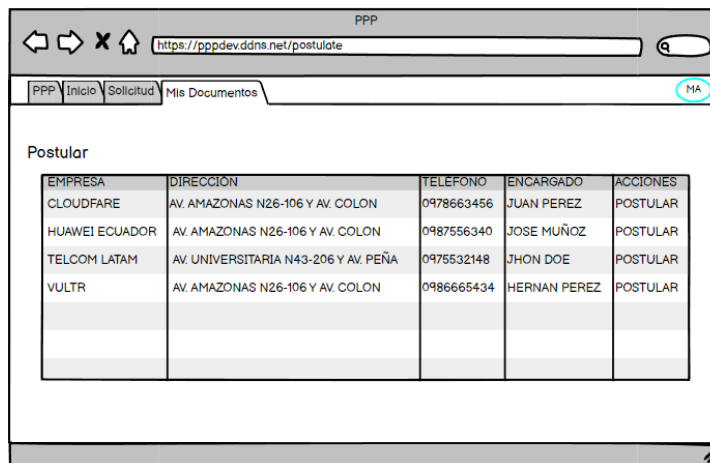 PPP
https://pppdev.ddns.net/postulate
PPP Inicio Solicitud Mis Documentos MA
Postular
EMPRESA DIRECCIÓN TELÉFONO ENCARGADO ACCIONES
CLOUDFARE AV. AMAZONAS N26-106 Y AV. COLON 0978663456 JUAN PEREZ POSTULAR
HUAWEI ECUADOR AV. AMAZONAS N26-106 Y AV. COLON 0987556340 JOSE MUÑOZ POSTULAR
TELCOM LATAM AV. UNIVERSITARIA N43-206 Y AV. PEÑA 0975532148 JHON DOE POSTULAR
VULTR AV. AMAZONAS N26-106 Y AV. COLON 0986665434 HERNAN PEREZ POSTULAR